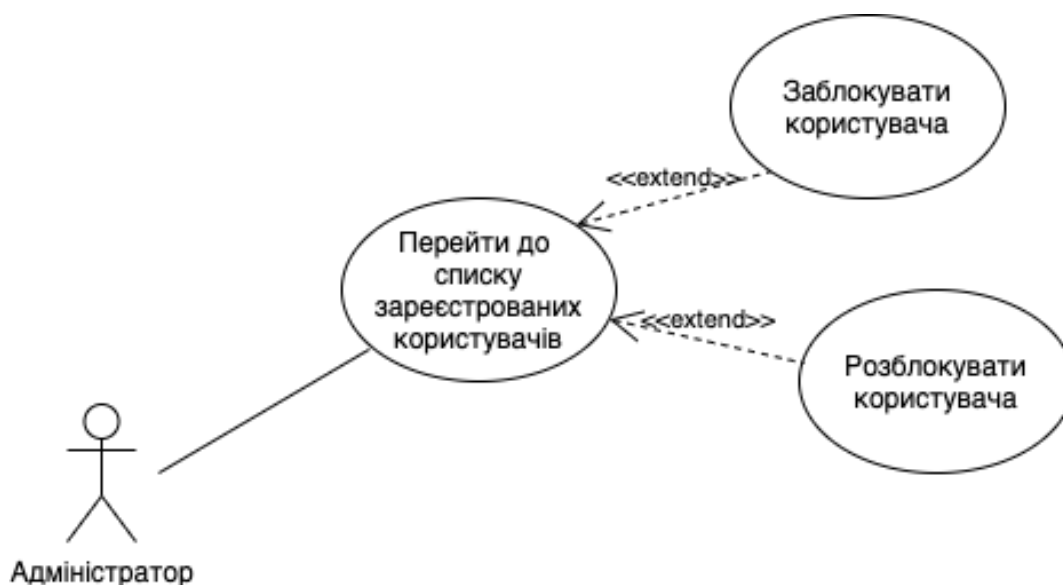 Заблокувати
користувача
<<extend>>
Перейти до
списку
зареєстрованих
користувачів
<<extend>>
Розблокувати
користувача
Адміністратор